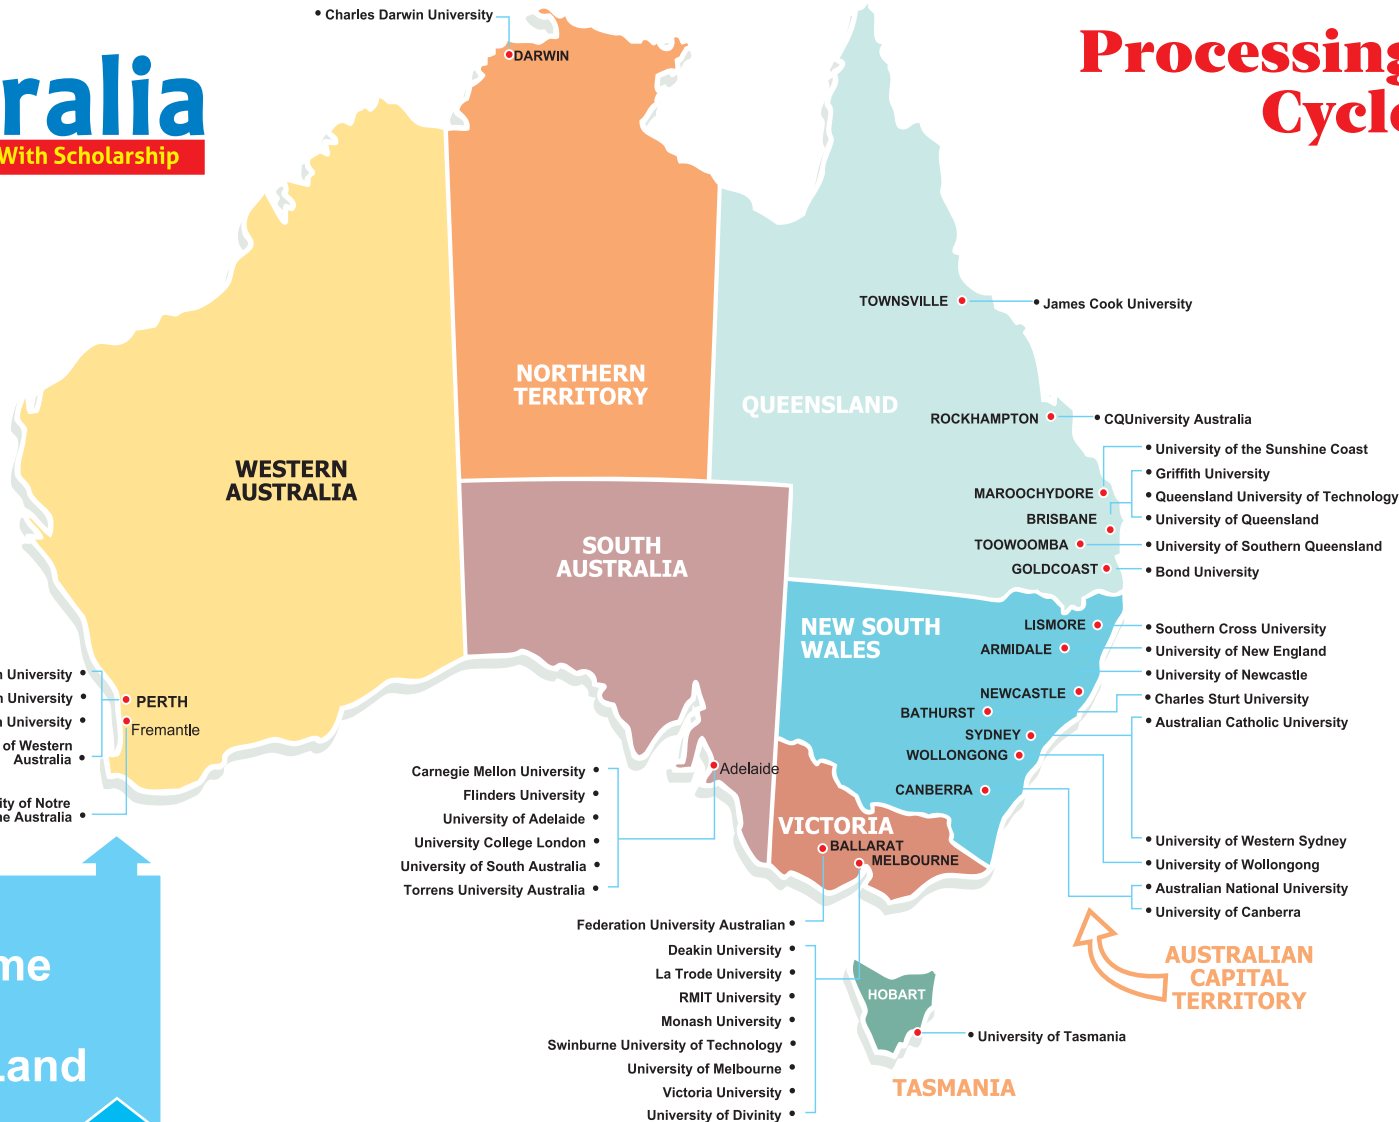 • Charles Darwin University
DARWIN
ralia
With Scholarship
Processing
Cycle
NORTHERN
TERRITORY
QUEENSLAND
WESTERN
AUSTRALIA
SOUTH
AUSTRALIA
NEW SOUTH
WALES
VICTORIA
TOWNSVILLE
• James Cook University
ROCKHAMPTON
• CQUniversity Australia
• University of the Sunshine Coast
• Griffith University
MAROOCHYDORE
• Queensland University of Technology
BRISBANE
• University of Queensland
TOOWOOMBA
• University of Southern Queensland
GOLDCOAST
• Bond University
LISMORE
• Southern Cross University
ARMIDALE
• University of New England
• University of Newcastle
NEWCASTLE
• Charles Sturt University
BATHURST
• Australian Catholic University
SYDNEY
WOLLONGONG
CANBERRA
• University of Western Sydney
• University of Wollongong
• Australian National University
• University of Canberra
AUSTRALIAN
CAPITAL
TERRITORY
n University •
n University •
n University •
of Western
Australia •
ity of Notre
ne Australia •
PERTH
Fremantle
Adelaide
Carnegie Mellon University •
Flinders University •
University of Adelaide •
University College London •
University of South Australia •
Torrens University Australia •
BALLARAT
MELBOURNE
Federation University Australian •
Deakin University •
La Trode University •
RMIT University •
Monash University •
Swinburne University of Technology •
University of Melbourne •
Victoria University •
University of Divinity •
HOBART
• University of Tasmania
TASMANIA
me
Land